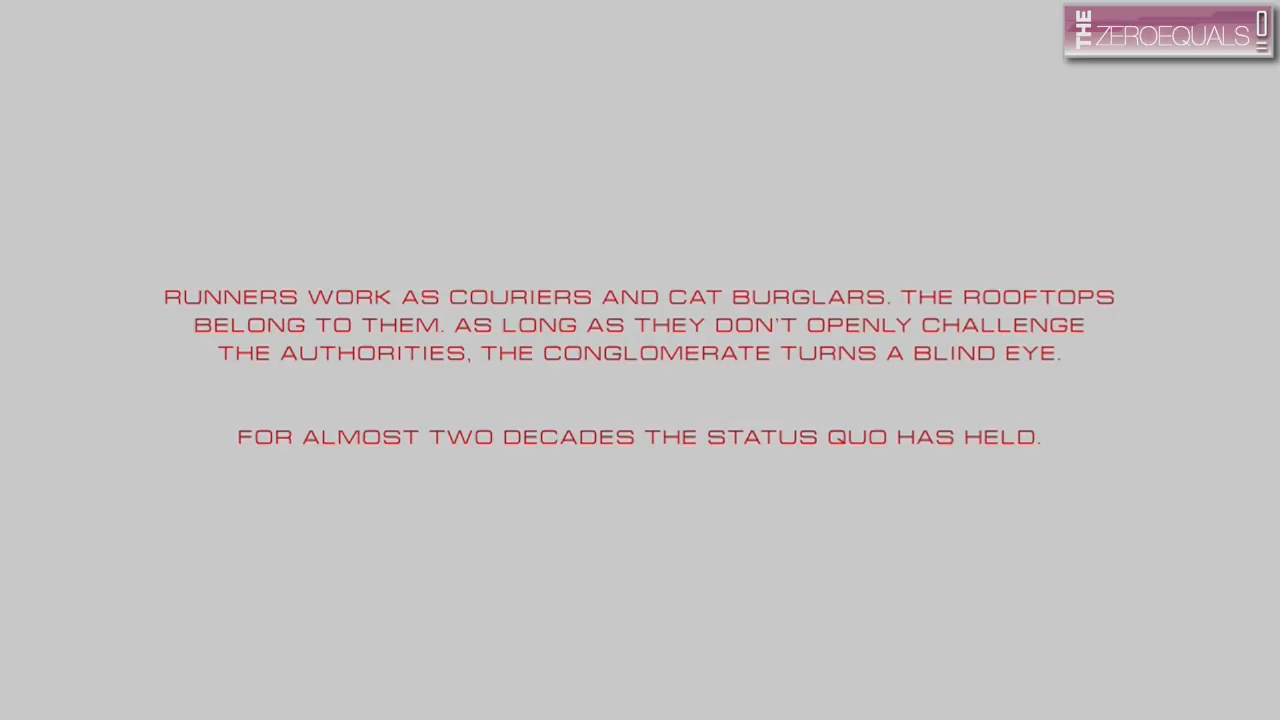 THE ZEROEQUALS =0
RUNNERS WORK AS COURIERS AND CAT BURGLARS. THE ROOFTOPS
BELONG TO THEM. AS LONG AS THEY DON'T OPENLY CHALLENGE
THE AUTHORITIES, THE CONGLOMERATE TURNS A BLIND EYE.
FOR ALMOST TWO DECADES THE STATUS QUO HAS HELD.